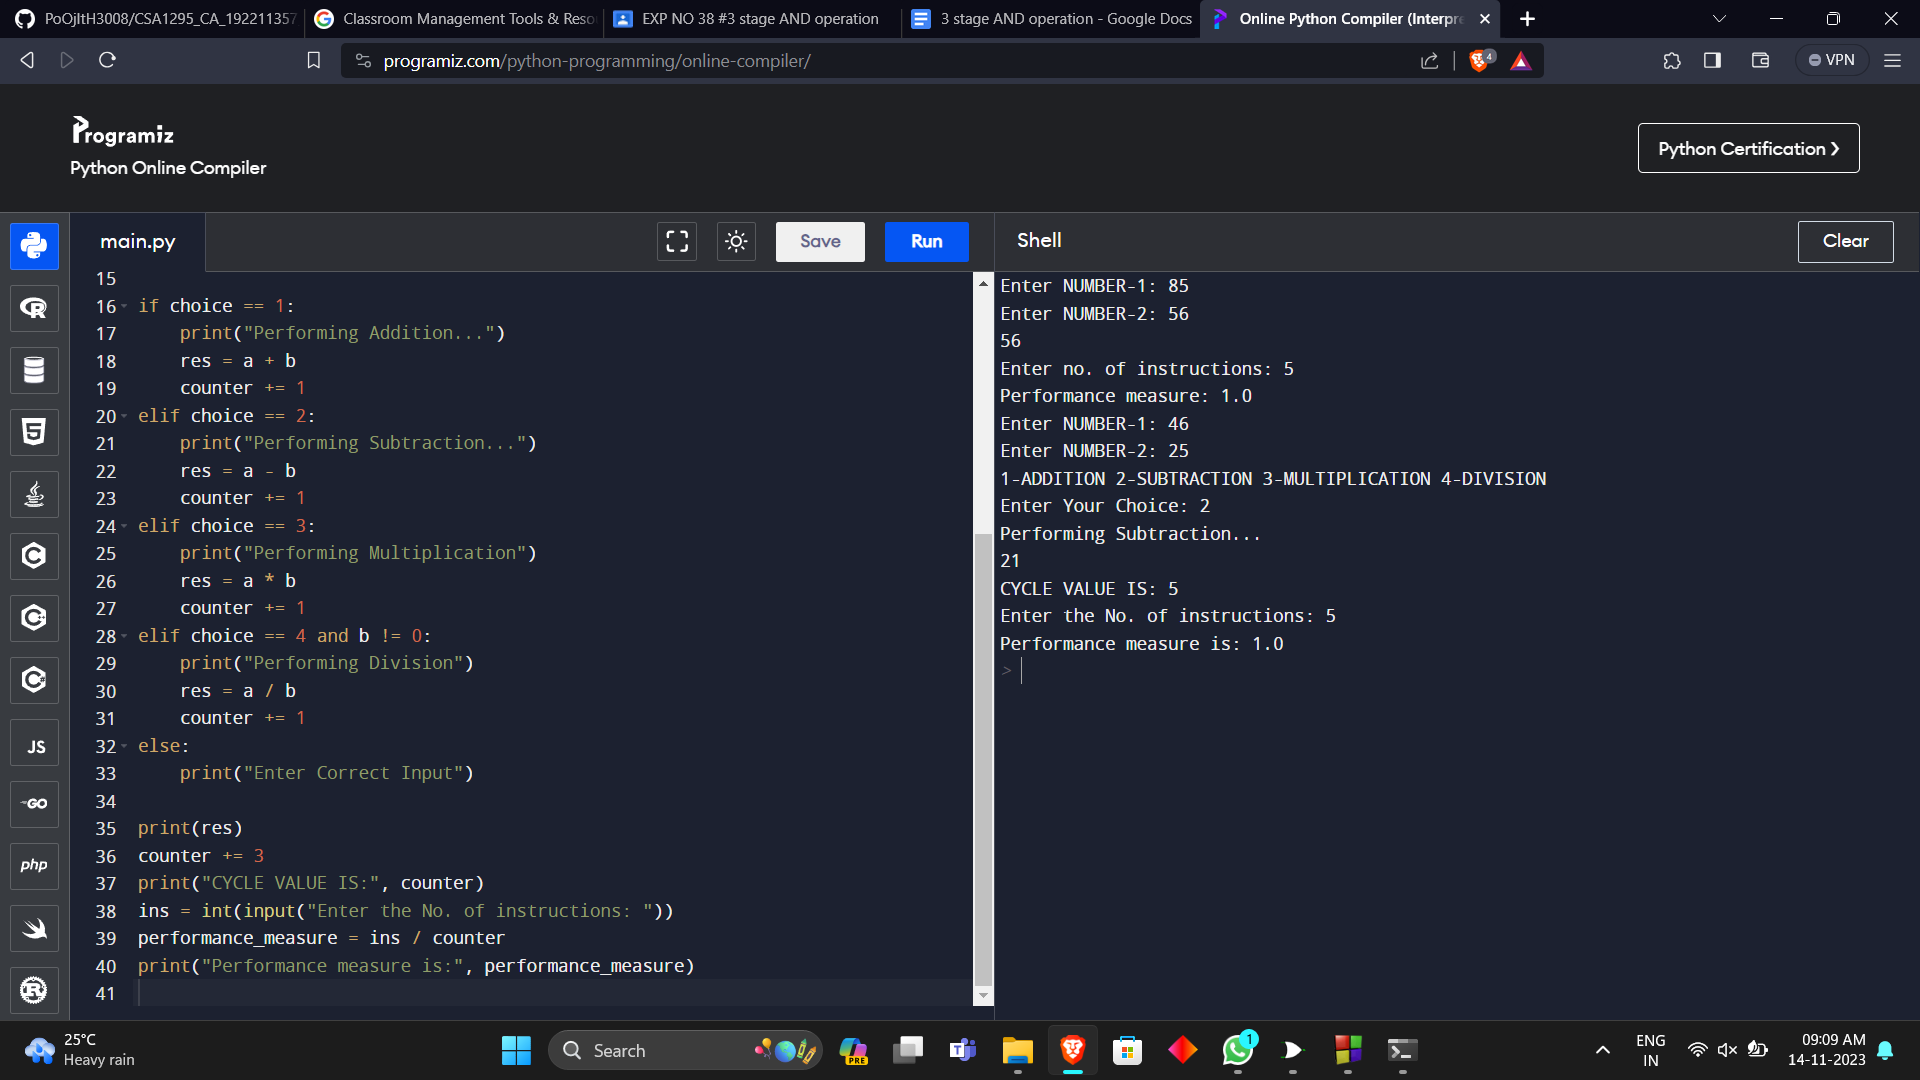 PoOjItH3008/CSA1295_CA_192211357
Classroom Management Tools & Reso
EXP NO 38 #3 stage AND operation
3 stage AND operation - Google Docs
Online Python Compiler (Interpre
programiz.com/python-programming/online-compiler/
4
VPN
Programiz
Python Online Compiler
Python Certification ❯
main.py
Save
Run
Shell
Clear
15
16 if choice == 1:
17 print("Performing Addition...")
18 res = a + b
19 counter += 1
20 elif choice == 2:
21 print("Performing Subtraction...")
22 res = a - b
23 counter += 1
24 elif choice == 3:
25 print("Performing Multiplication")
26 res = a * b
27 counter += 1
28 elif choice == 4 and b != 0:
29 print("Performing Division")
30 res = a / b
31 counter += 1
32 else:
33 print("Enter Correct Input")
34
35 print(res)
36 counter += 3
37 print("CYCLE VALUE IS:", counter)
38 ins = int(input("Enter the No. of instructions: "))
39 performance_measure = ins / counter
40 print("Performance measure is:", performance_measure)
41
Enter NUMBER-1: 85
Enter NUMBER-2: 56
56
Enter no. of instructions: 5
Performance measure: 1.0
Enter NUMBER-1: 46
Enter NUMBER-2: 25
1-ADDITION 2-SUBTRACTION 3-MULTIPLICATION 4-DIVISION
Enter Your Choice: 2
Performing Subtraction...
21
CYCLE VALUE IS: 5
Enter the No. of instructions: 5
Performance measure is: 1.0
>
R
5
C
C++
C#
JS
GO
php
R
25°C
Heavy rain
Search
PRE
T
1
ENG
IN
09:09 AM
14-11-2023